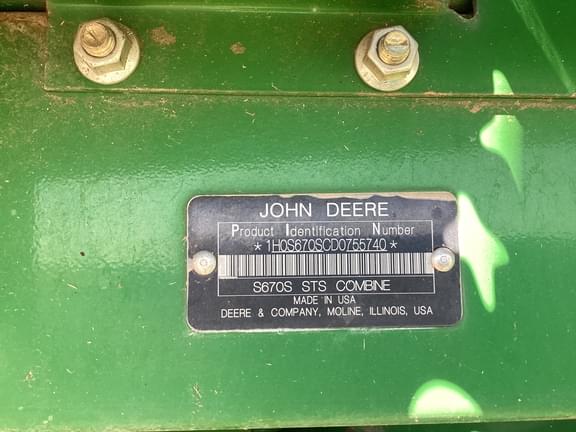 JOHN DEERE
Product Identification Number
*1H0S670SCD0755740*
S670S STS COMBINE
MADE IN USA
DEERE & COMPANY, MOLINE, ILLINOIS, USA